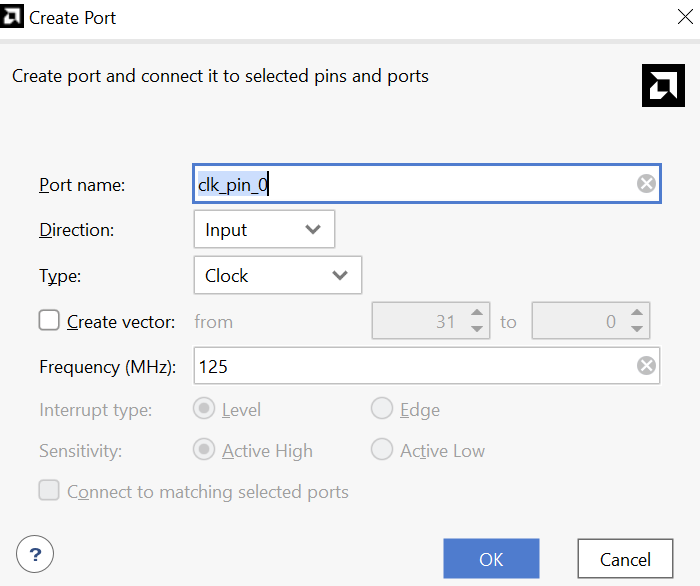 Create Port
Create port and connect it to selected pins and ports
Port name: clk_pin_0
Direction: Input
Type: Clock
Create vector: from 31 to 0
Frequency (MHz): 125
Interrupt type: Level Edge
Sensitivity: Active High Active Low
Connect to matching selected ports
? OK Cancel